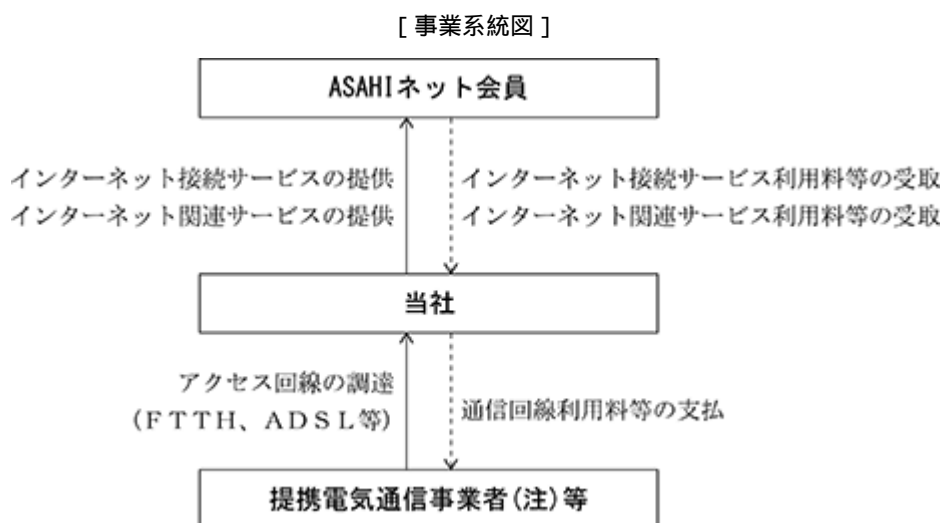 [ 事業系統図 ]
ASAHIネット会員
インターネット接続サービスの提供
インターネット関連サービスの提供
インターネット接続サービス利用料等の受取
インターネット関連サービス利用料等の受取
当社
アクセス回線の調達
(ＦＴＴＨ、ＡＤＳＬ等)
通信回線利用料等の支払
提携電気通信事業者(注)等